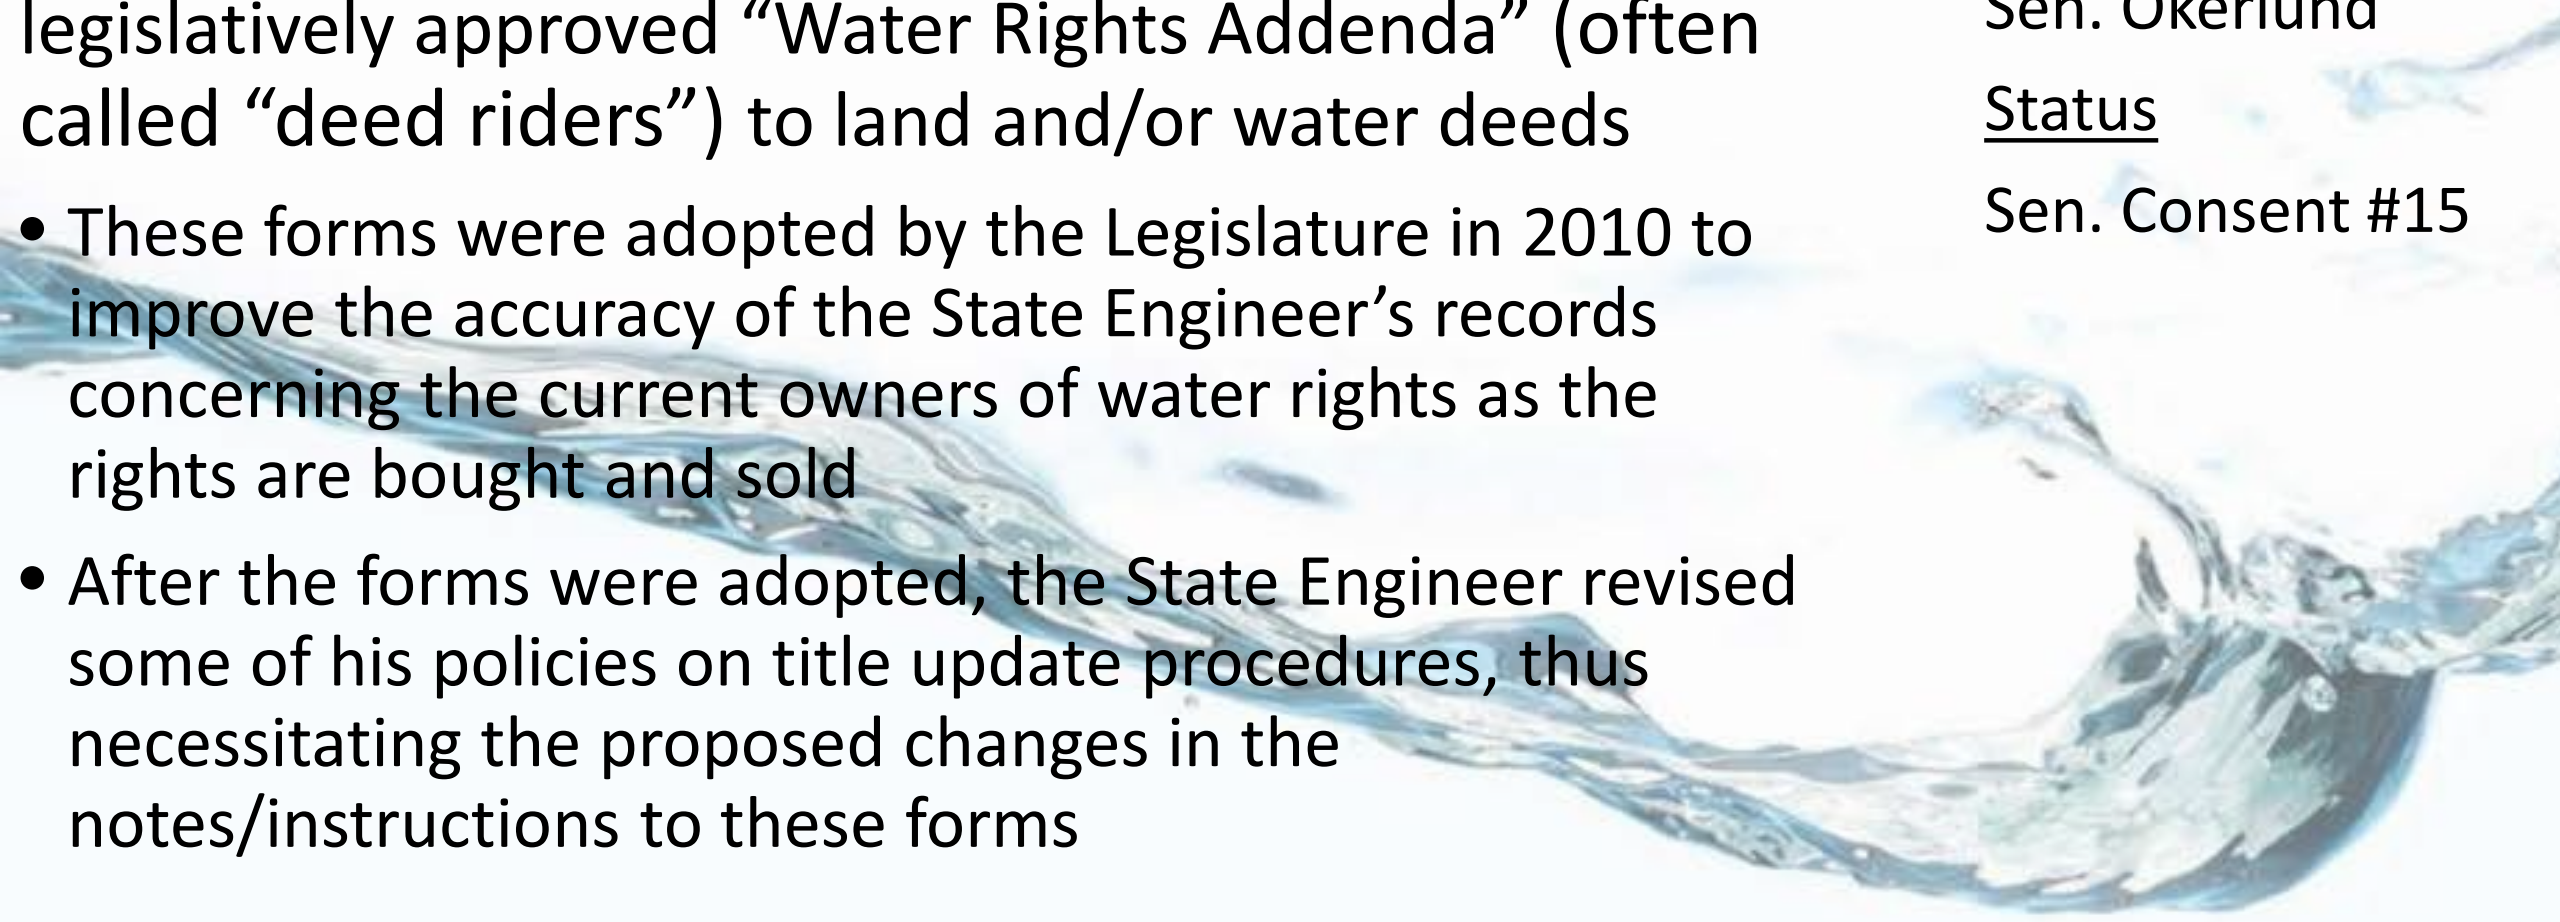 legislatively approved “Water Rights Addenda” (often
called “deed riders”) to land and/or water deeds
• These forms were adopted by the Legislature in 2010 to
improve the accuracy of the State Engineer’s records
concerning the current owners of water rights as the
rights are bought and sold
• After the forms were adopted, the State Engineer revised
some of his policies on title update procedures, thus
necessitating the proposed changes in the
notes/instructions to these forms
Sen. Okerlund
Status
Sen. Consent #15